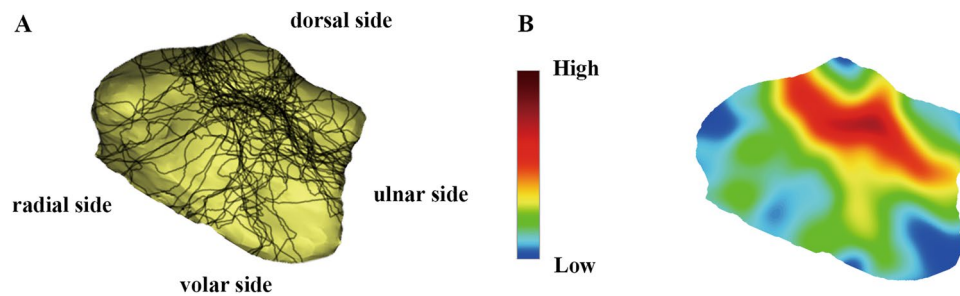 A
dorsal side
radial side
ulnar side
volar side
B
High
Low